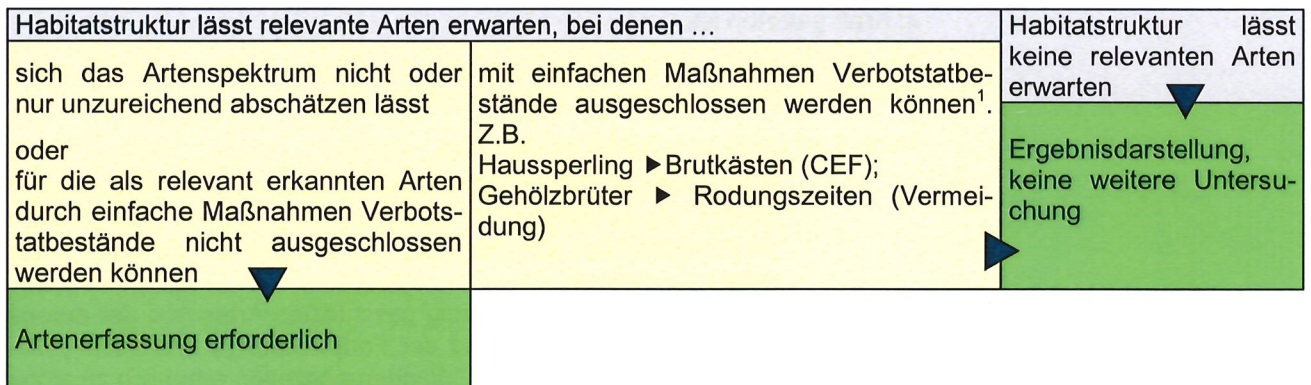 Habitatstruktur lässt relevante Arten erwarten, bei denen ...
sich das Artenspektrum nicht oder
nur unzureichend abschätzen lässt
oder
für die als relevant erkannten Arten
durch einfache Maßnahmen Verbots-
tatbestände nicht ausgeschlossen
werden können
Artenerfassung erforderlich
mit einfachen Maßnahmen Verbotstatbe-
stände ausgeschlossen werden können¹.
Z.B.
Haussperling ▶ Brutkästen (CEF);
Gehölzbrüter ▶ Rodungszeiten (Vermei-
dung)
Habitatstruktur lässt
keine relevanten Arten
erwarten
Ergebnisdarstellung,
keine weitere Untersu-
chung